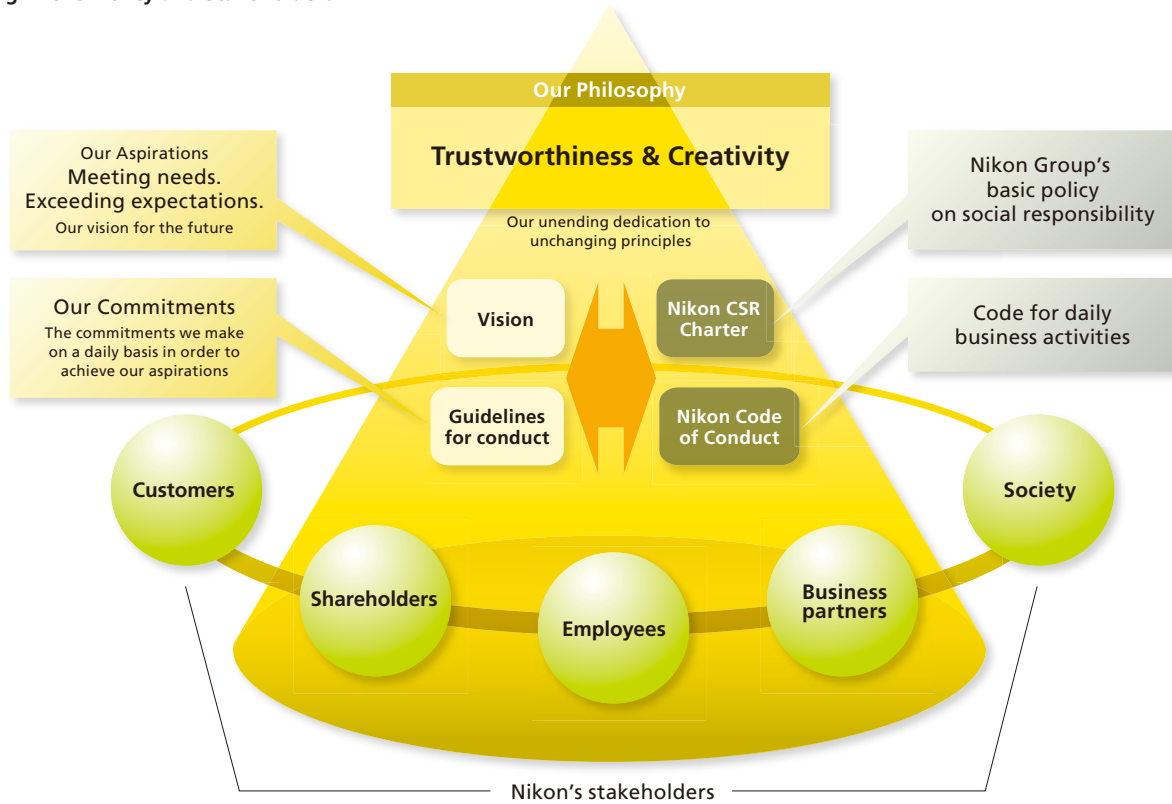 Our Philosophy
Trustworthiness & Creativity
Our unending dedication to
unchanging principles
Our Aspirations
Meeting needs.
Exceeding expectations.
Our vision for the future
Our Commitments
The commitments we make
on a daily basis in order to
achieve our aspirations
Vision
Guidelines
for conduct
Nikon CSR
Charter
Nikon Code
of Conduct
Nikon Group's
basic policy
on social responsibility
Code for daily
business activities
Customers
Shareholders
Employees
Business
partners
Society
Nikon's stakeholders